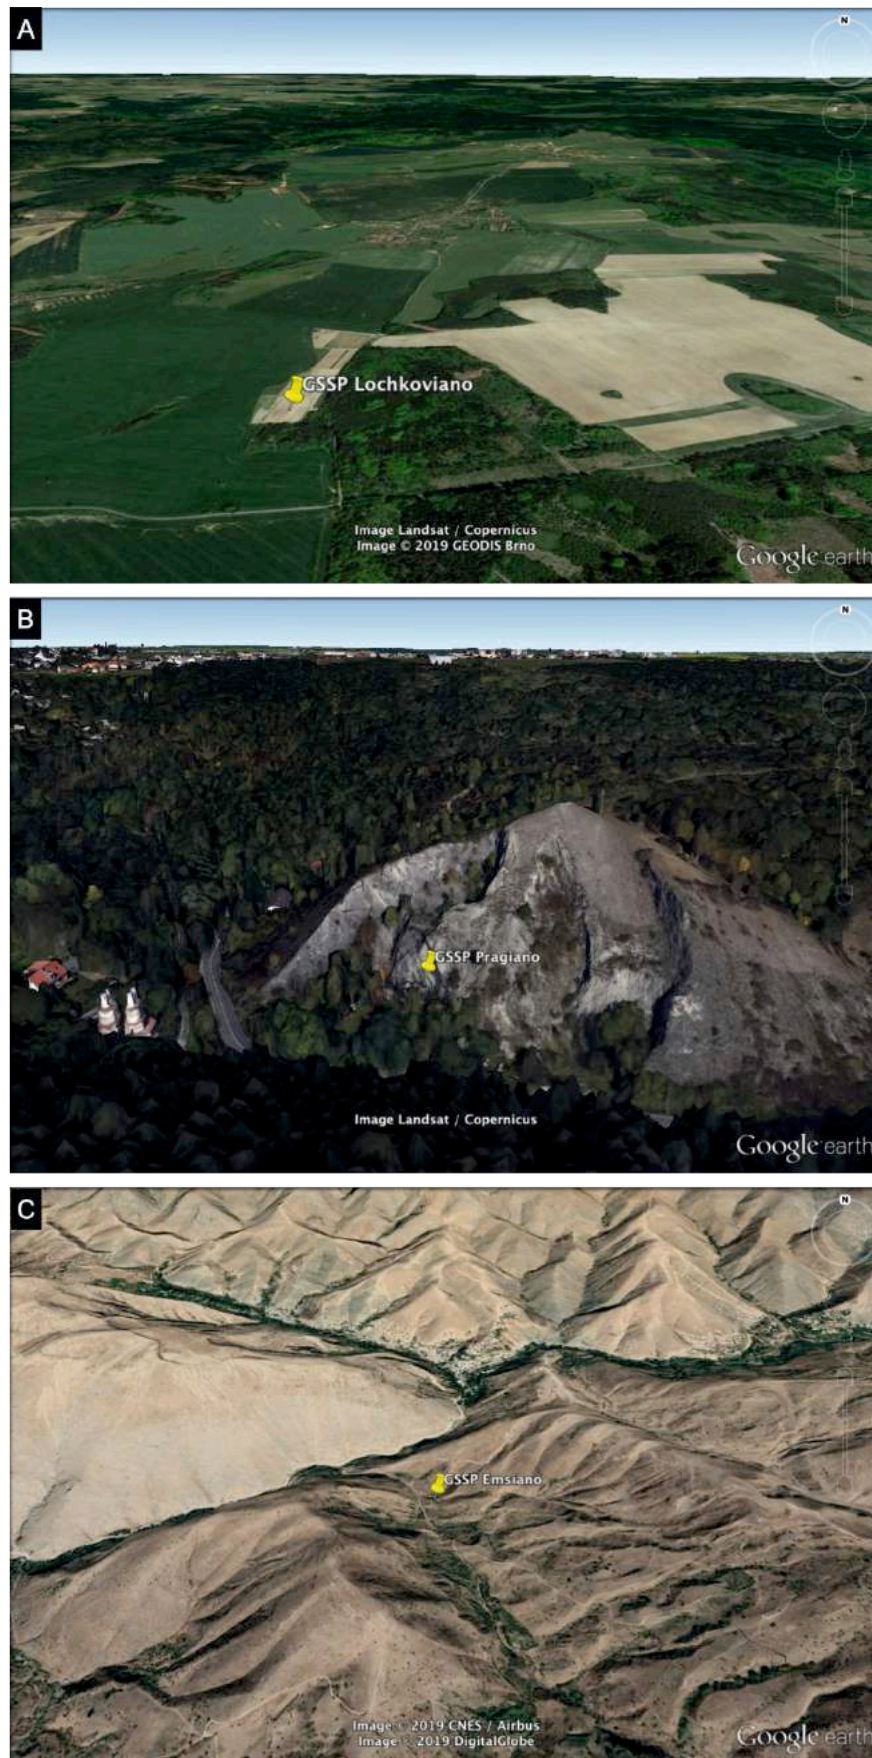 A
N
GSSP Lochkoviano
Image Landsat / Copernicus
Image © 2019 GEODIS Brno
Google earth
B
N
GSSP Pragiano
Image Landsat / Copernicus
Google earth
C
N
GSSP Emsiano
Image © 2019 CNES / Airbus
Image © 2019 DigitalGlobe
Google earth